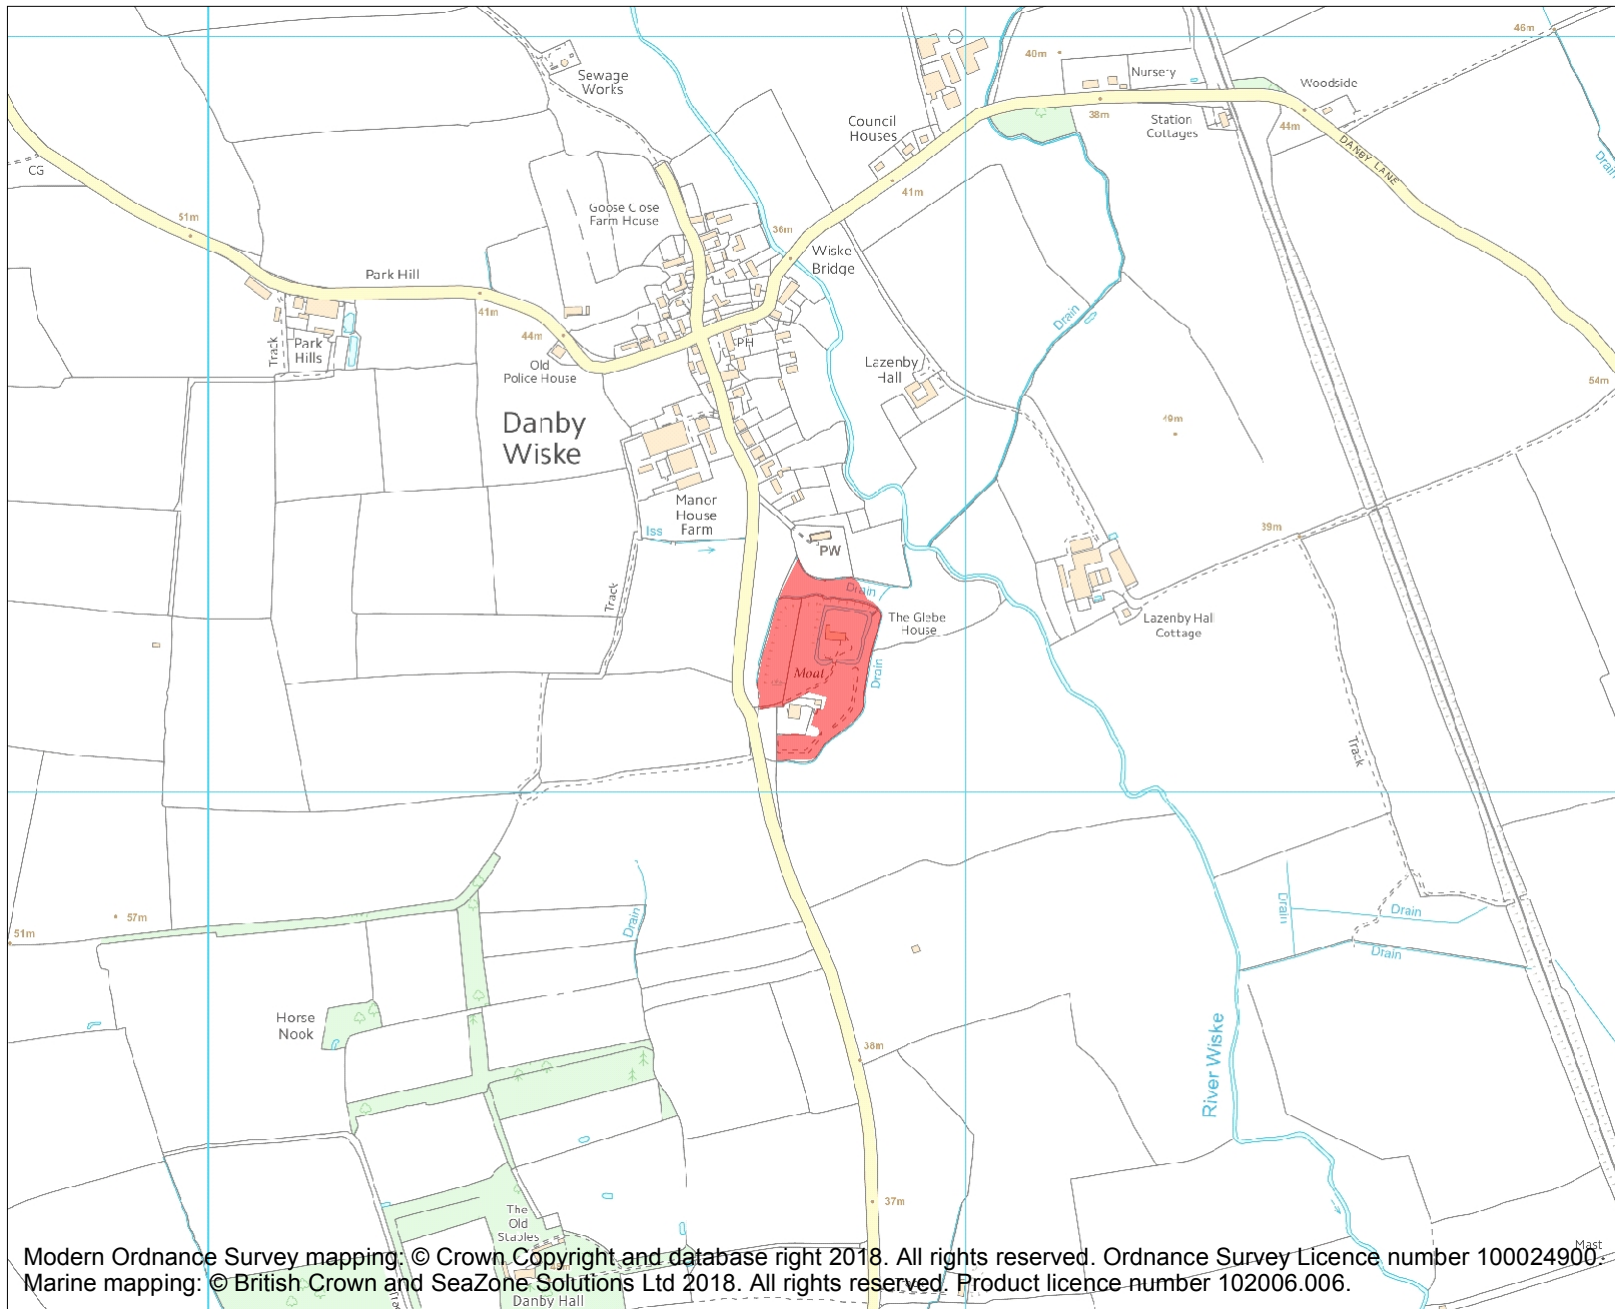 46m
40m
Sewage
Works
Nursery
Woodside
Council
Houses
38m
Station
Cottages
44m
DANBY LANE
Drain
CG
41m
51m
Goose Close
Farm House
36m
Wiske
Bridge
Park Hill
41m
44m
Drain
Track
Park
Hills
PH
Old
Police House
Lazenby
Hall
54m
Danby
Wiske
49m
Manor
House
Farm
Iss
39m
PW
Track
Drain
The Glebe
House
Lazenby Hall
Cottage
Moat
Drain
Track
57m
51m
Drain
Drain
Drain
Drain
Horse
Nook
38m
River Wiske
37m
The
Old
Stables
Mast
Modern Ordnance Survey mapping: © Crown Copyright and database right 2018. All rights reserved. Ordnance Survey Licence number 100024900.
Marine mapping: © British Crown and SeaZone Solutions Ltd 2018. All rights reserved. Product licence number 102006.006.
Danby Hall